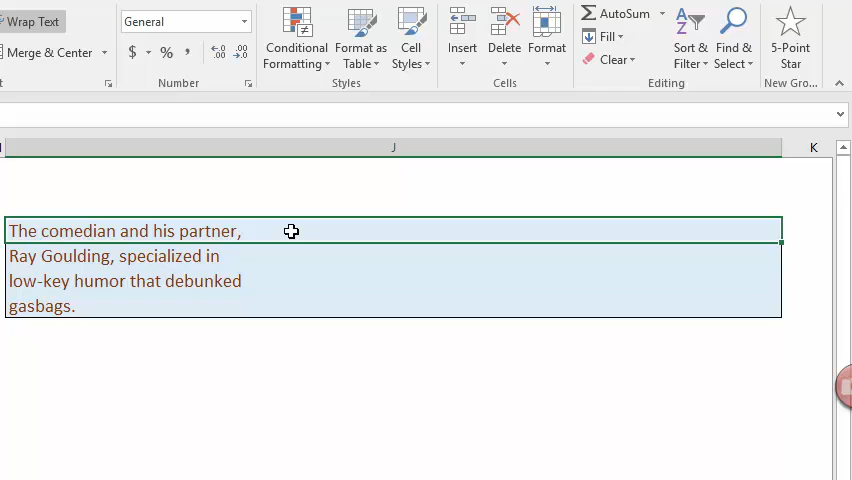 Wrap Text
General
Merge & Center
$ % ,
.00 .0
Number
Conditional Formatting
Format as Table
Cell Styles
Styles
Insert
Delete
Format
Cells
Σ AutoSum
Fill
Clear
Sort & Filter
Find & Select
Editing
5-Point Star
New Gro...
J
K
The comedian and his partner,
Ray Goulding, specialized in
low-key humor that debunked
gasbags.